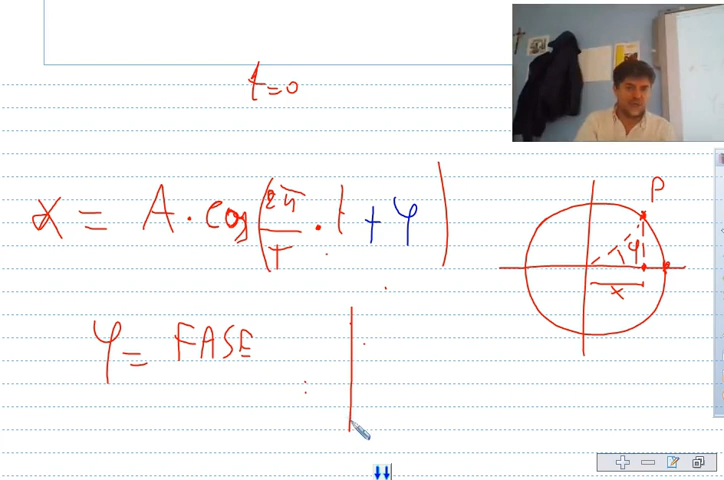 t=0
x = A · cos(2π/T · t + φ)
P
φ
x
φ = FASE